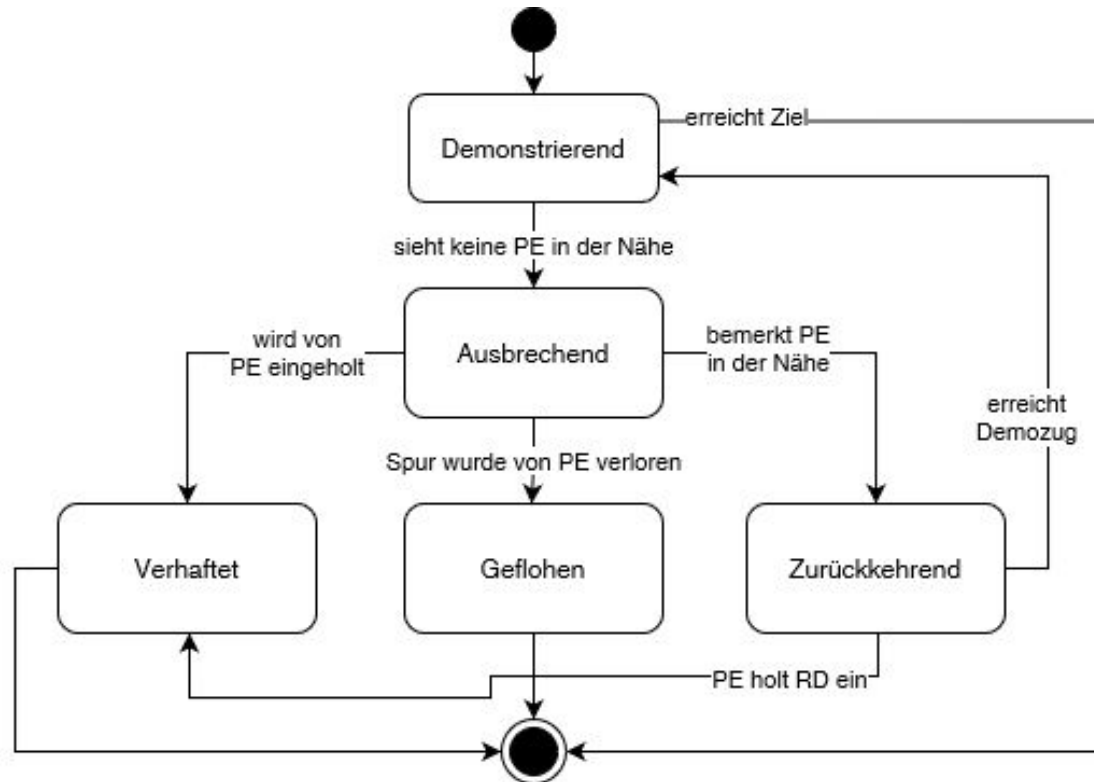 erreicht Ziel
Demonstrierend
sieht keine PE in der Nähe
wird von
PE eingeholt
Ausbrechend
bemerkt PE
in der Nähe
erreicht
Demozug
Spur wurde von PE verloren
Verhaftet
Geflohen
Zurückkehrend
PE holt RD ein